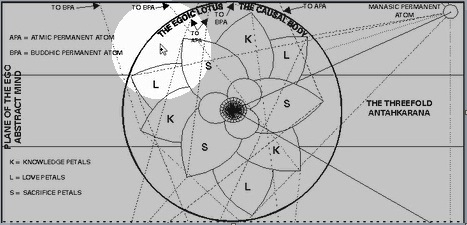 TO BPA
TO BPA
TO BPA
TO APA
TO APA
MANASIC PERMANENT
ATOM
THE EGOIC LOTUS
THE CAUSAL BODY
APA = ATMIC PERMANENT ATOM
BPA = BUDDHIC PERMANENT ATOM
PLANE OF THE EGO
ABSTRACT MIND
K
L
S
L
S
K
S
K
L
THE THREEFOLD
ANTAHKARANA
K = KNOWLEDGE PETALS
L = LOVE PETALS
S = SACRIFICE PETALS